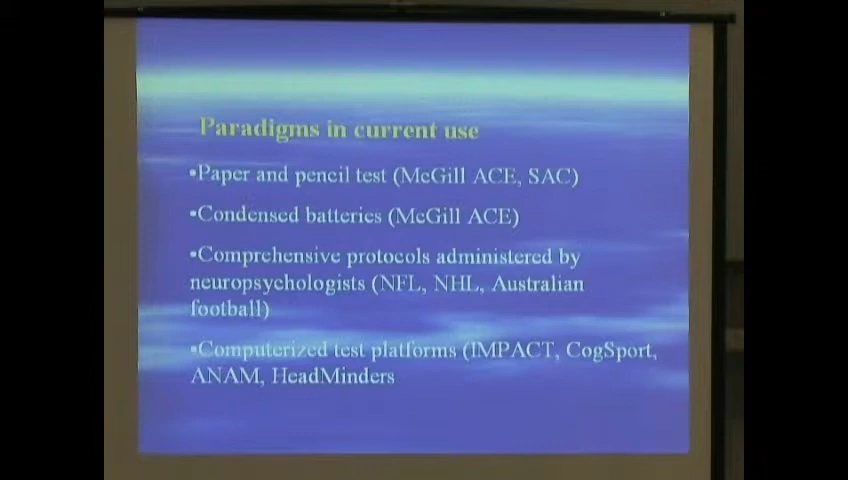 Paradigms in current use
•Paper and pencil test (McGill ACE, SAC)
•Condensed batteries (McGill ACE)
•Comprehensive protocols administered by
neuropsychologists (NFL, NHL, Australian
football)
•Computerized test platforms (IMPACT, CogSport,
ANAM, HeadMinders